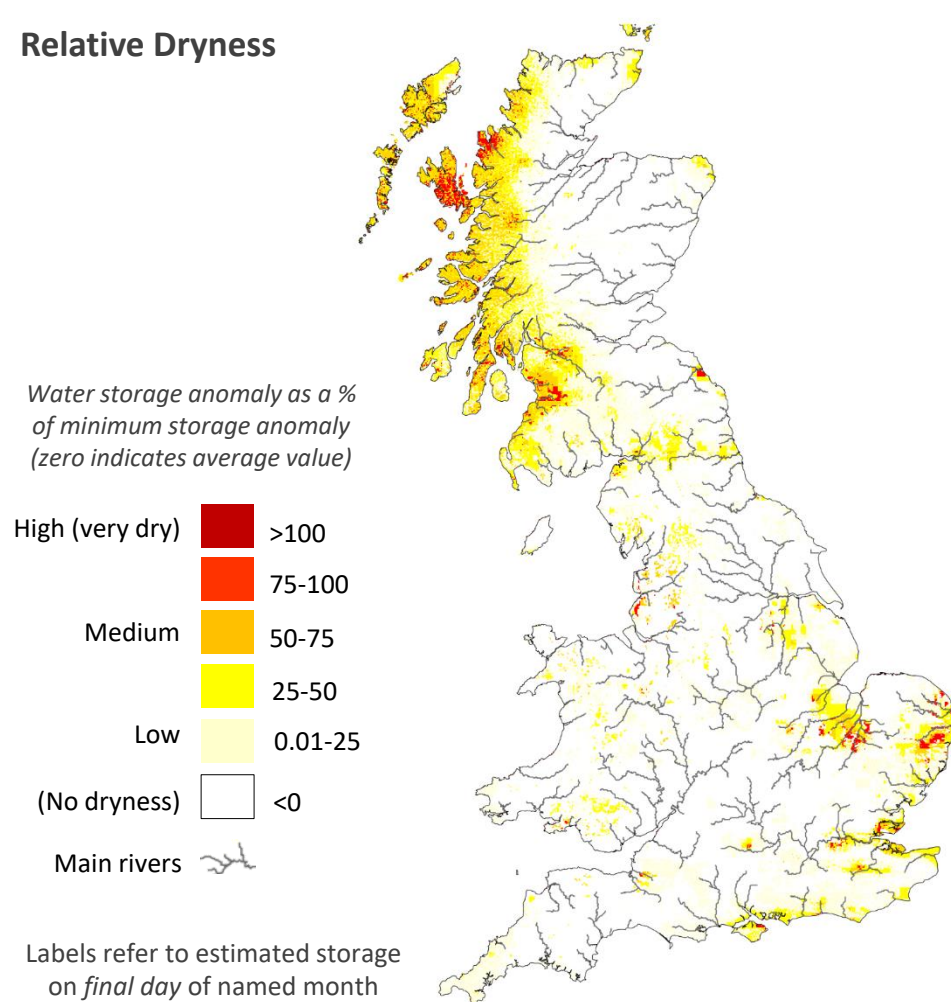 Relative Dryness
Water storage anomaly as a %
of minimum storage anomaly
(zero indicates average value)
High (very dry) >100
75-100
Medium 50-75
25-50
Low 0.01-25
(No dryness) <0
Main rivers
Labels refer to estimated storage
on final day of named month